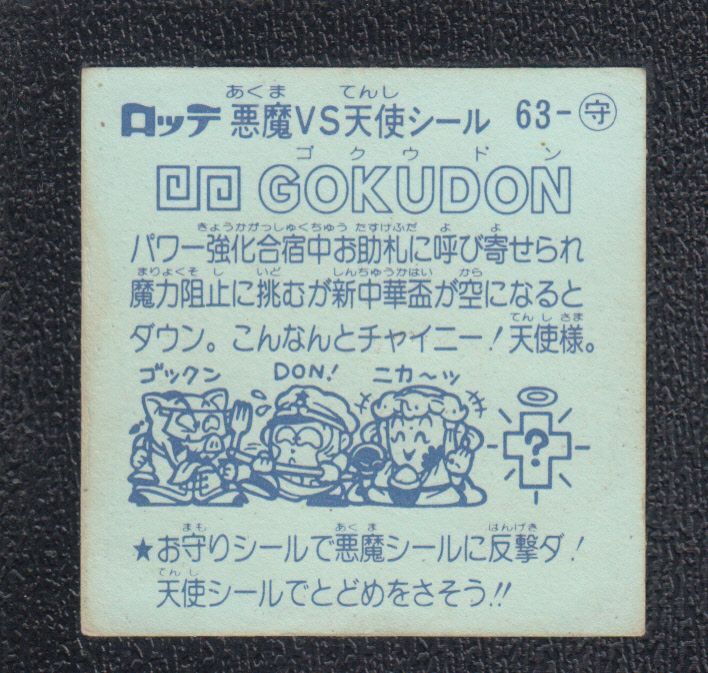 あくま てんし
ロッテ 悪魔VS天使シール 63-守
ゴクウドン
GOKUDON
きょうかがっしゅくちゅう たすけふだ よ よ
パワー強化合宿中お助札に呼び寄せられ
まりょくそし いど しんちゅうかはい から
魔力阻止に挑むが新中華盃が空になると
てんしさま
ダウン。こんなんとチャイニー!天使様。
ゴックン DON! ニカ〜ッ
?
まも あくま はんげき
★お守りシールで悪魔シールに反撃ダ!
てんし
天使シールでとどめをさそう!!